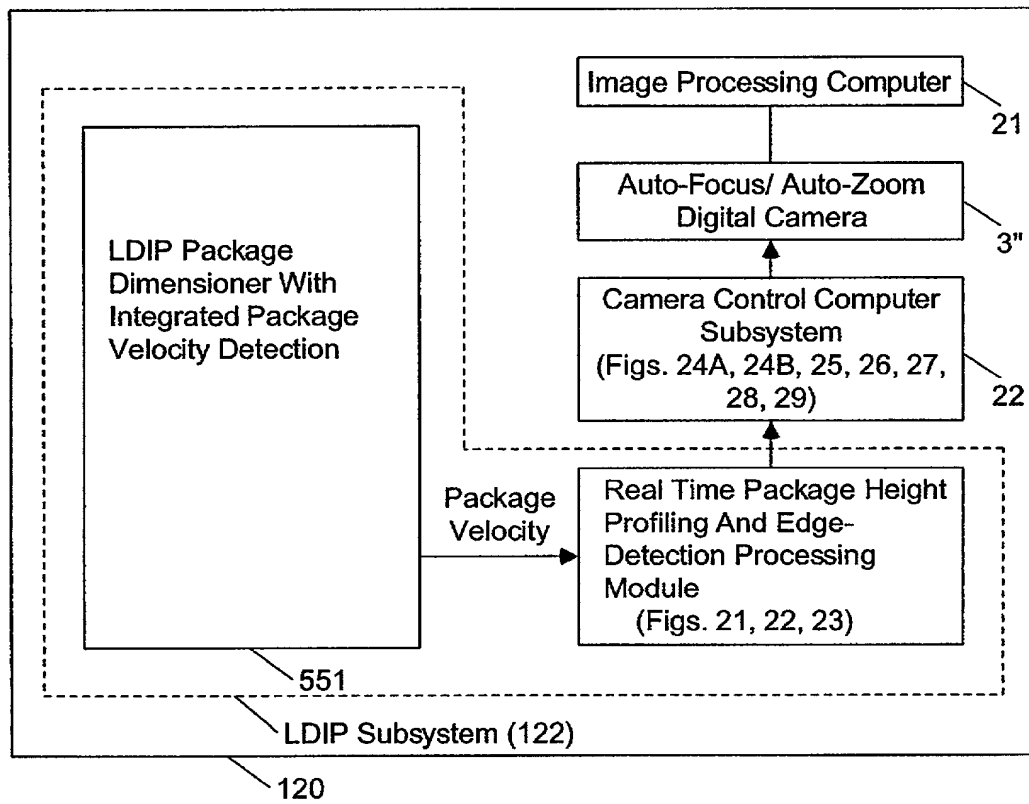 Image Processing Computer
21
Auto-Focus/ Auto-Zoom
Digital Camera
3"
LDIP Package
Dimensioner With
Integrated Package
Velocity Detection
Camera Control Computer
Subsystem
(Figs. 24A, 24B, 25, 26, 27,
28, 29)
22
Package
Velocity
Real Time Package Height
Profiling And Edge-
Detection Processing
Module
(Figs. 21, 22, 23)
551
LDIP Subsystem (122)
120